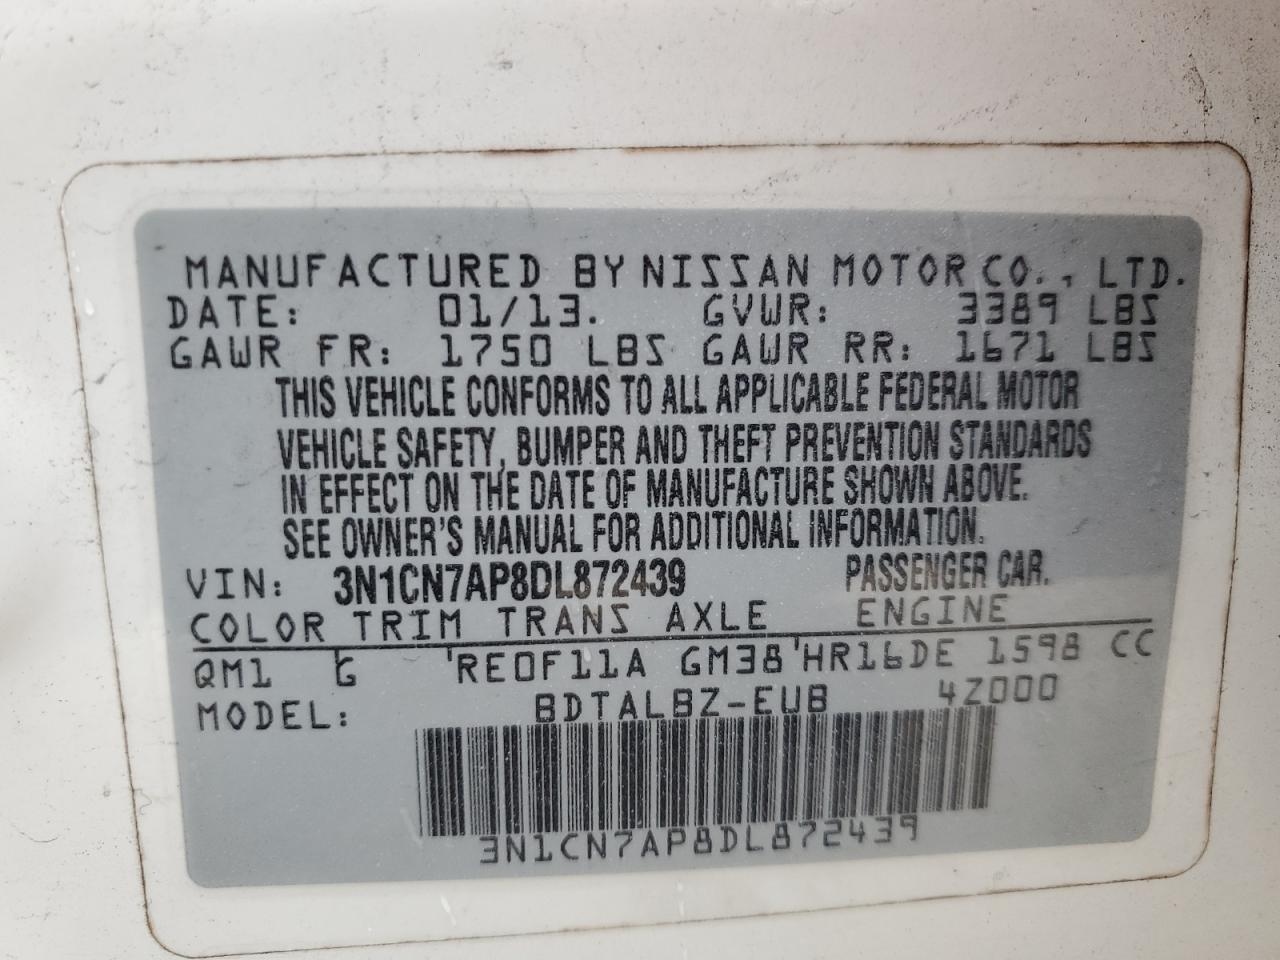 MANUFACTURED BY NISSAN MOTOR CO., LTD.
DATE: 01/13. GVWR: 3389 LBS
GAWR FR: 1750 LBS GAWR RR: 1671 LBS
THIS VEHICLE CONFORMS TO ALL APPLICABLE FEDERAL MOTOR
VEHICLE SAFETY, BUMPER AND THEFT PREVENTION STANDARDS
IN EFFECT ON THE DATE OF MANUFACTURE SHOWN ABOVE.
SEE OWNER'S MANUAL FOR ADDITIONAL INFORMATION.
VIN: 3N1CN7AP8DL872439 PASSENGER CAR.
COLOR TRIM TRANS AXLE ENGINE
QM1 G 'RE0F11A GM38'HR16DE 1598 CC
MODEL: BDTALBZ-EUB 4Z000
3N1CN7AP8DL872439